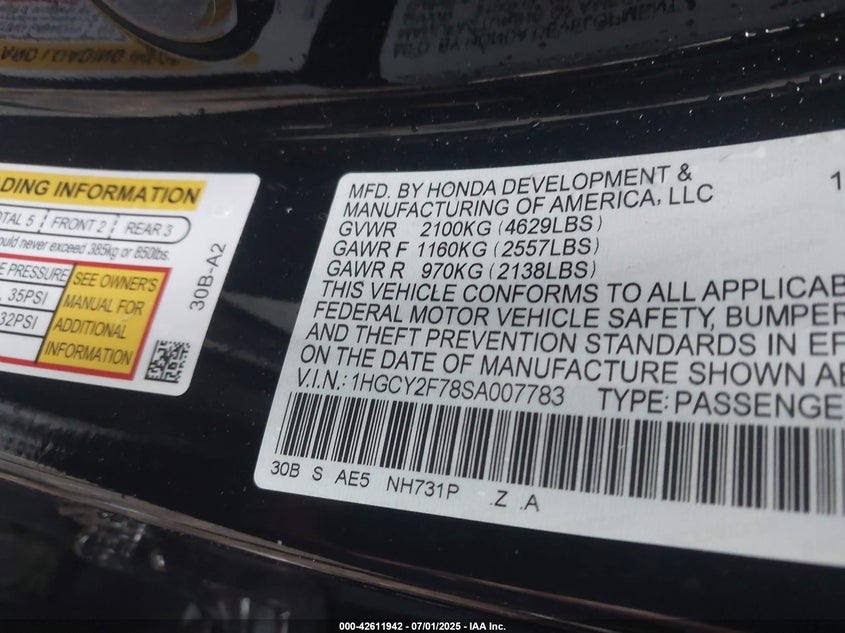 ADING INFORMATION
OTAL 5 FRONT 2 REAR 3
ould never exceed 385kg or 850lbs.
E PRESSURE
, 35PSI
32PSI
SEE OWNER'S
MANUAL FOR
ADDITIONAL
INFORMATION
30B-A2
MFD. BY HONDA DEVELOPMENT &
MANUFACTURING OF AMERICA, LLC
1
GVWR 2100KG (4629LBS)
GAWR F 1160KG (2557LBS)
GAWR R 970KG (2138LBS)
THIS VEHICLE CONFORMS TO ALL APPLICAB
FEDERAL MOTOR VEHICLE SAFETY, BUMPER
AND THEFT PREVENTION STANDARDS IN EF
ON THE DATE OF MANUFACTURE SHOWN AB
V.I.N.: 1HGCY2F78SA007783 TYPE: PASSENGE
30B S AE5 NH731P .Z .A
000-42611942 - 07/01/2025 - IAA Inc.